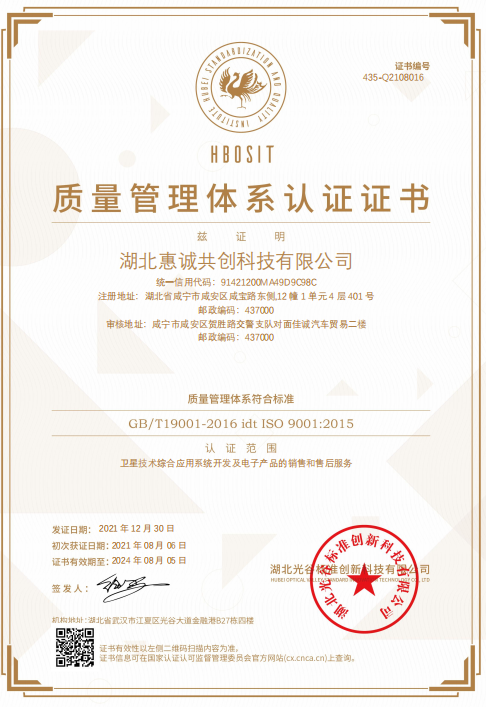 HUBEI STANDARDIZATION AND QUALITY INSTITUTE
HBOSIT
证书编号
435-Q2108016
质量管理体系认证证书
兹 证 明
湖北惠诚共创科技有限公司
统一信用代码：91421200MA49D9C98C
注册地址：湖北省咸宁市咸安区咸宝路东侧,12 幢 1 单元 4 层 401 号
邮政编码：437000
审核地址：咸宁市咸安区贺胜路交警支队对面佳诚汽车贸易二楼
邮政编码：437000
质量管理体系符合标准
GB/T19001-2016 idt ISO 9001:2015
认 证 范 围
卫星技术综合应用系统开发及电子产品的销售和售后服务
发证日期： 2021 年 12 月 30 日
初次获证日期：2021 年 08 月 06 日
证书有效期至：2024 年 08 月 05 日
签 发 人：
湖北光谷标准创新科技有限公司
HUBEI OPTICAL VALLEY STANDARD INNOVATION TECHNOLOGY CO., LTD
湖北光谷标准创新科技有限公司
机构地址:湖北省武汉市江夏区光谷大道金融港B27栋四楼
证书有效性以左侧二维码扫描内容为准。
证书信息可在国家认证认可监督管理委员会官方网站(cx.cnca.cn)上查询。